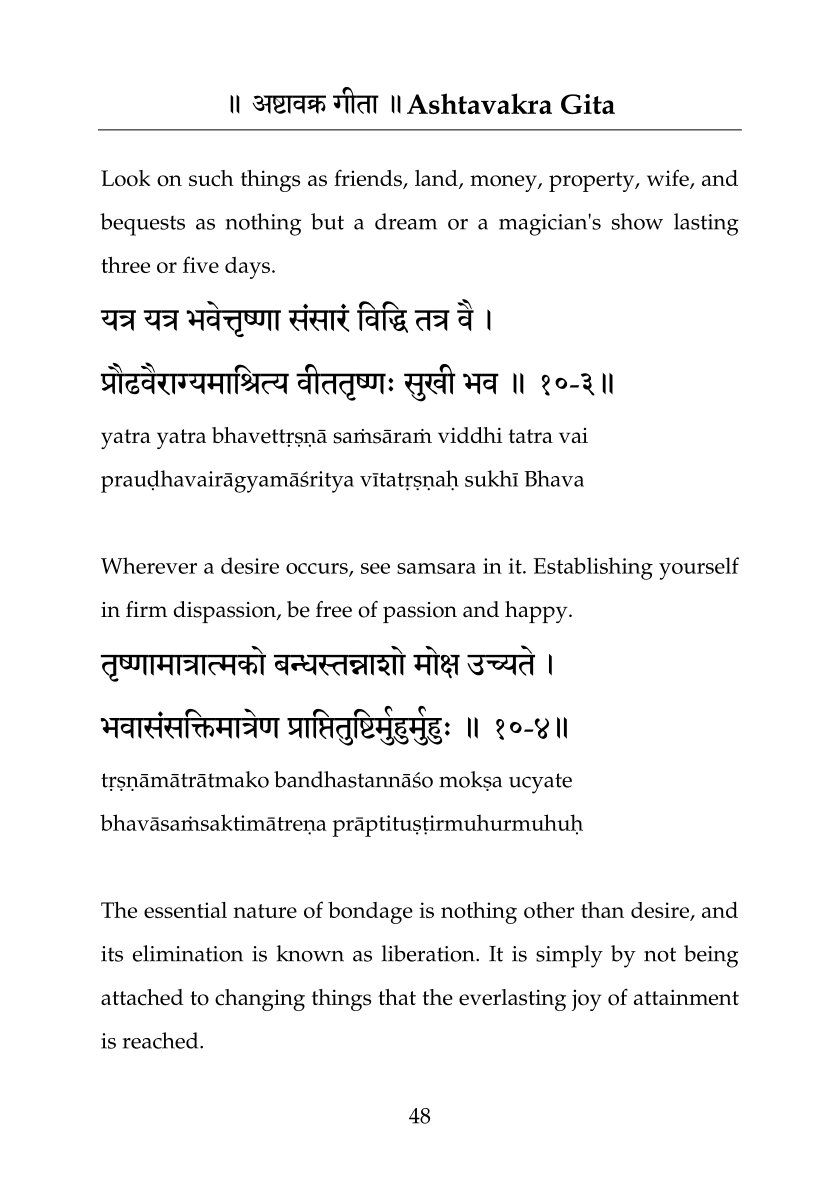 ॥ अष्टावक्र गीता ॥ Ashtavakra Gita
Look on such things as friends, land, money, property, wife, and
bequests as nothing but a dream or a magician's show lasting
three or five days.
यत्र यत्र भवेत्तृष्णा संसारं विद्धि तत्र वै ।
प्रौढवैराग्यमाश्रित्य वीततृष्णः सुखी भव ॥ १०-३॥
yatra yatra bhavettṛṣṇā saṁsāraṁ viddhi tatra vai
prauḍhavairāgyamāśritya vītatṛṣṇaḥ sukhī Bhava
Wherever a desire occurs, see samsara in it. Establishing yourself
in firm dispassion, be free of passion and happy.
तृष्णामात्रात्मको बन्धस्तन्नाशो मोक्ष उच्यते ।
भवासंसक्तिमात्रेण प्राप्तितुष्टिर्मुहुर्मुहुः ॥ १०-४॥
tṛṣṇāmātrātmako bandhastannāśo mokṣa ucyate
bhavāsaṁsaktimātreṇa prāptituṣṭirmuhurmuhuḥ
The essential nature of bondage is nothing other than desire, and
its elimination is known as liberation. It is simply by not being
attached to changing things that the everlasting joy of attainment
is reached.
48